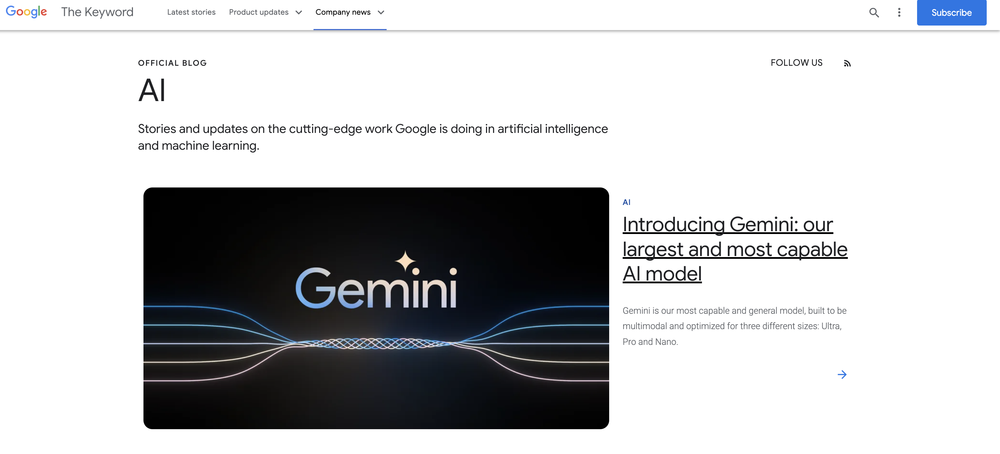 Google The Keyword Latest stories Product updates Company news Subscribe
OFFICIAL BLOG FOLLOW US
AI
Stories and updates on the cutting-edge work Google is doing in artificial intelligence
and machine learning.
Gemini
AI
Introducing Gemini: our
largest and most capable
AI model
Gemini is our most capable and general model, built to be
multimodal and optimized for three different sizes: Ultra,
Pro and Nano.